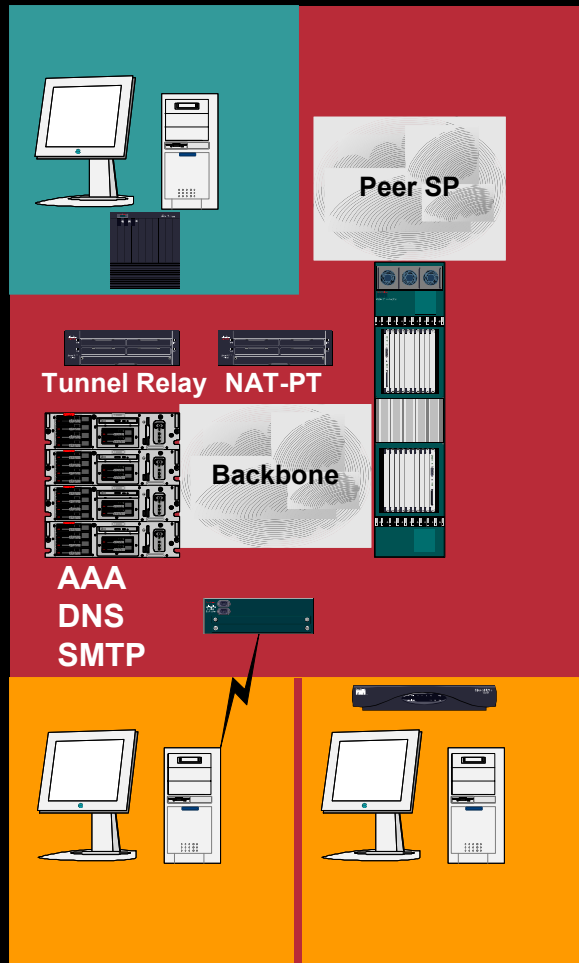 Peer SP
Tunnel Relay
NAT-PT
Backbone
AAA
DNS
SMTP